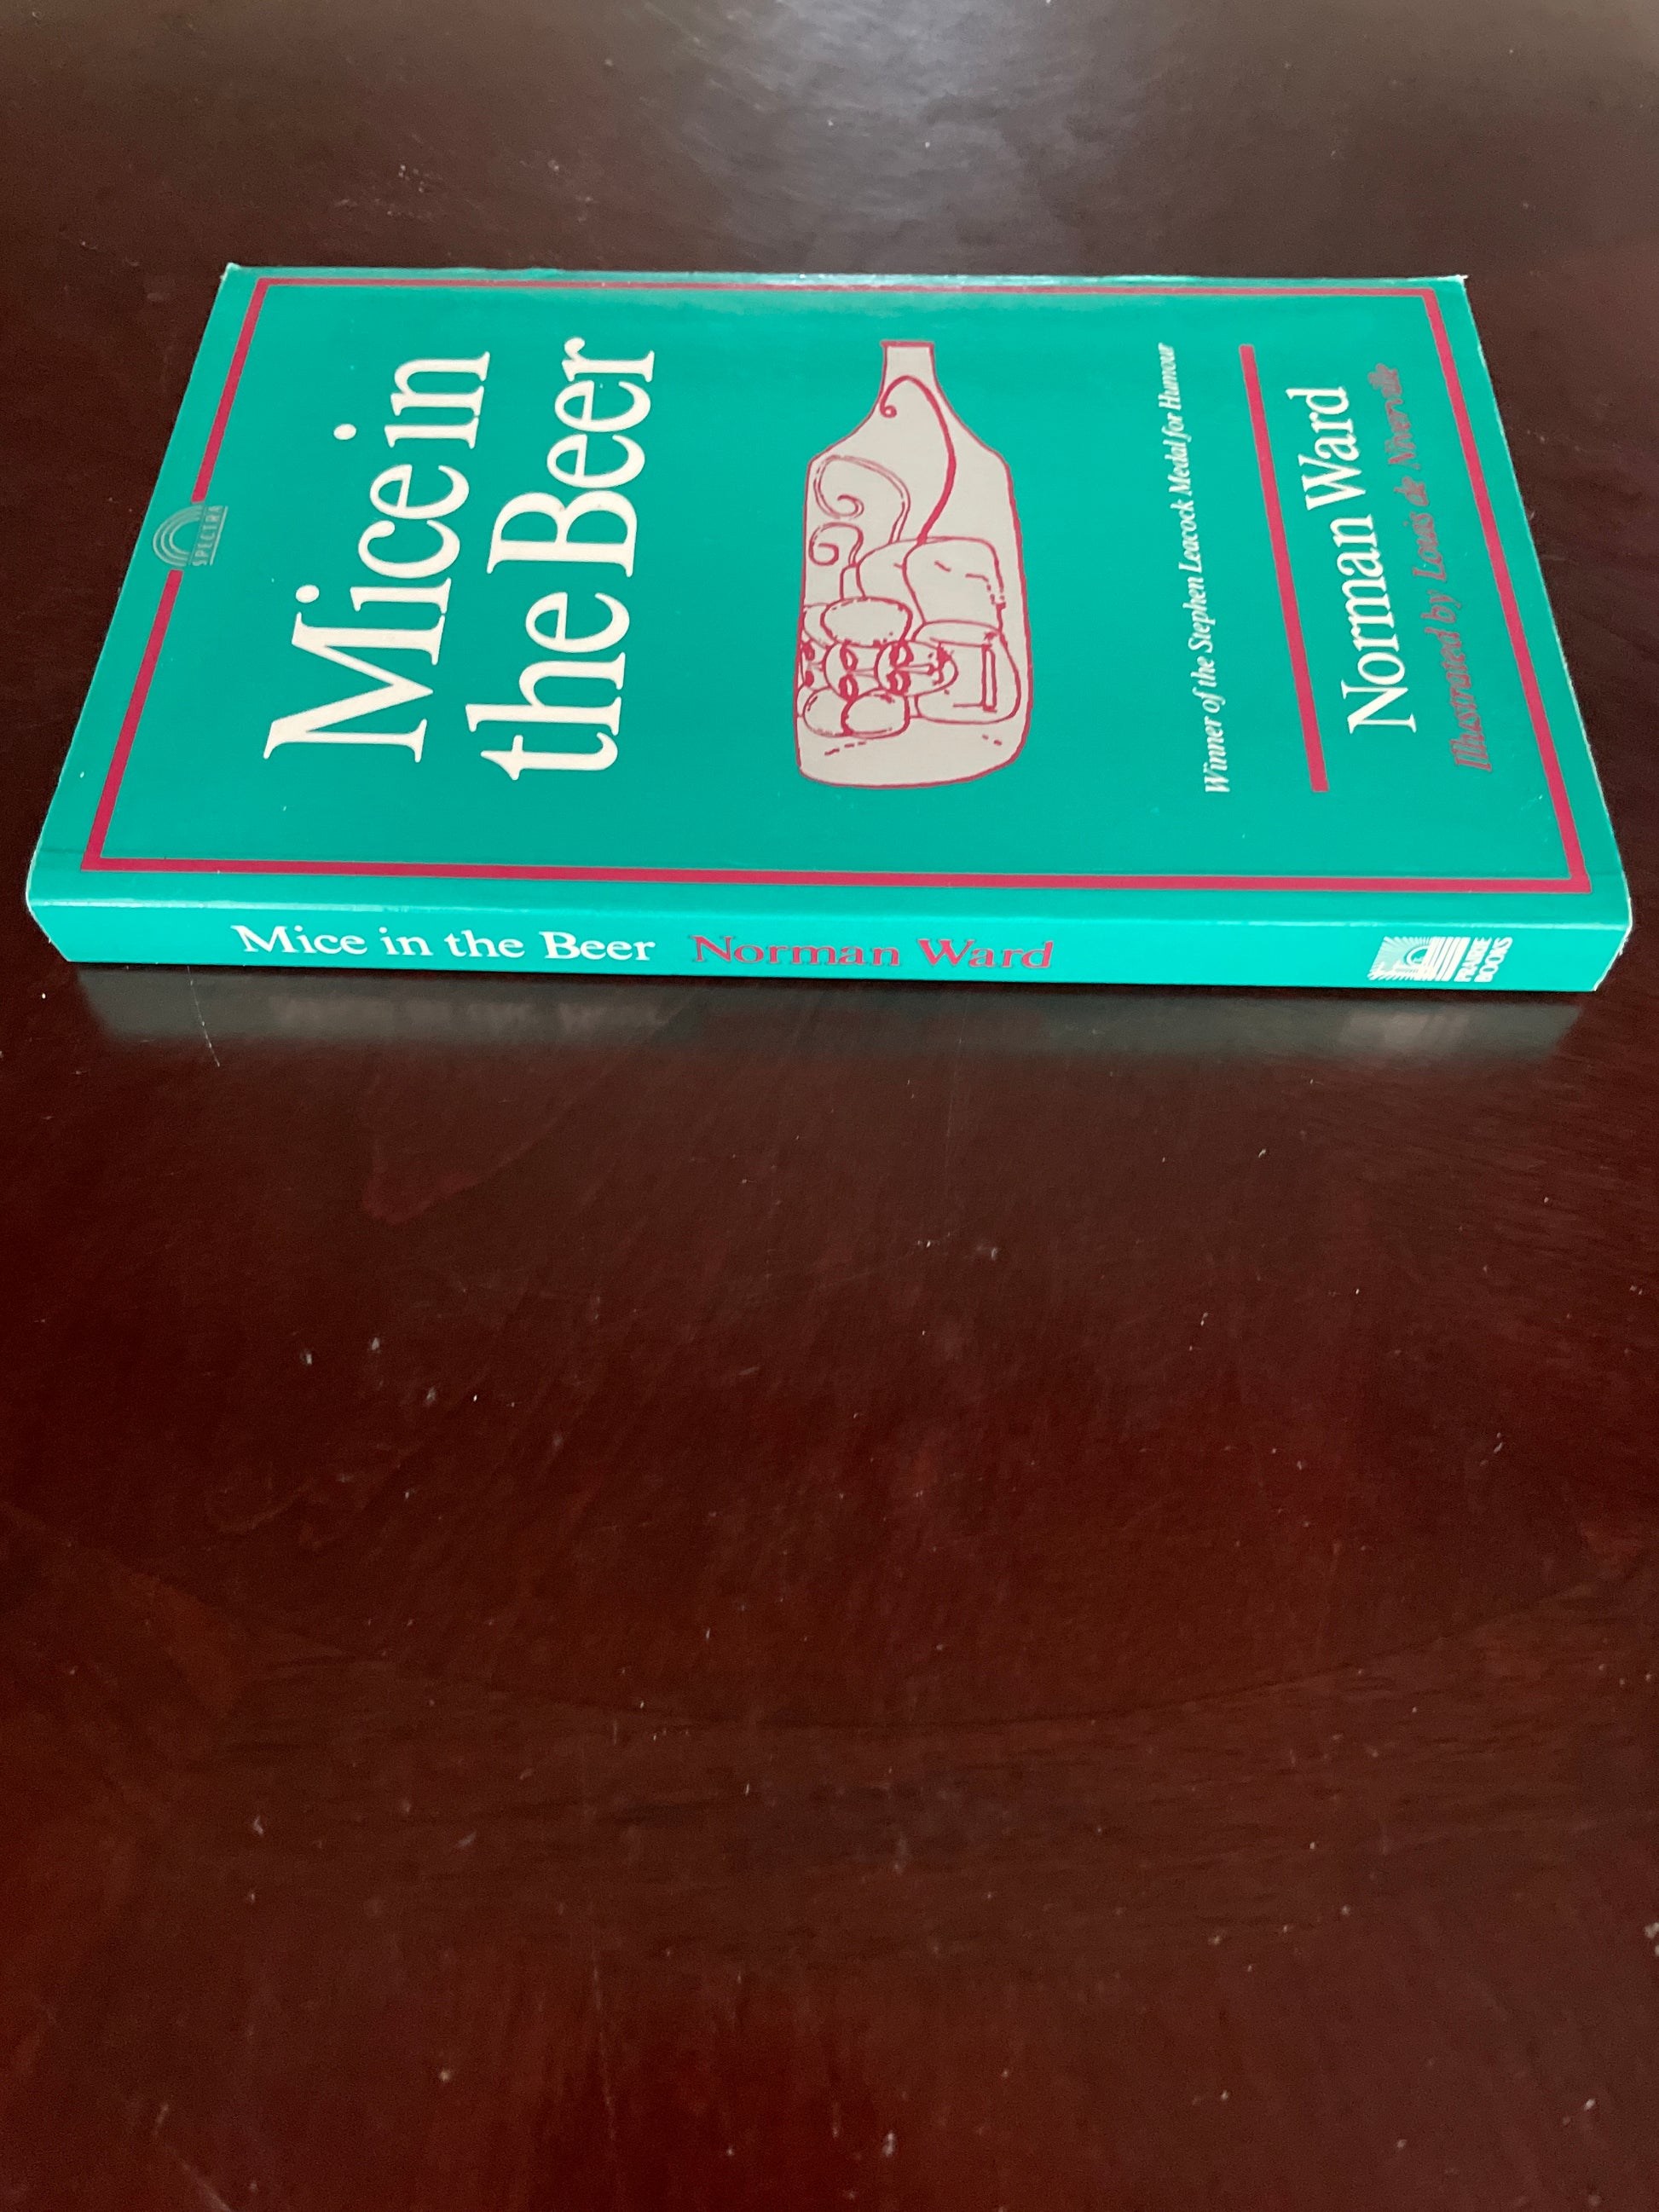 SPECTRA
Mice in
the Beer
Winner of the Stephen Leacock Medal for Humour
Norman Ward
Illustrated by Louis de Niverville
Mice in the Beer Norman Ward
PRAIRIE
BOOKS